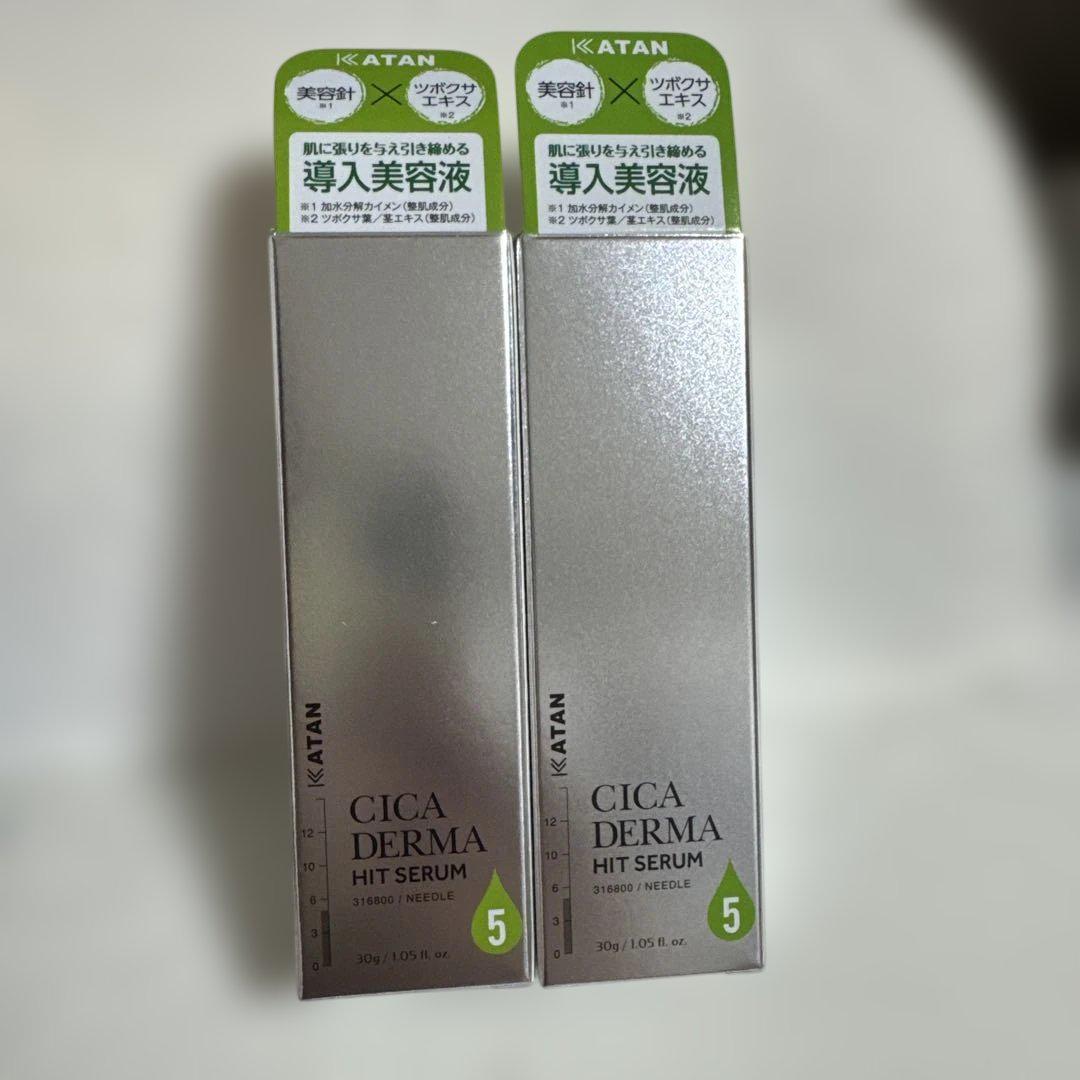 KATAN
美容針
※1
×
ツボクサ
エキス
※2
肌に張りを与え引き締める
導入美容液
※1 加水分解カイメン(整肌成分)
※2 ツボクサ葉/茎エキス(整肌成分)
KATAN
CICA
DERMA
HIT SERUM
316800 / NEEDLE
12
10
6
3
0
5
30g / 1.05 fl. oz.
KATAN
美容針
※1
×
ツボクサ
エキス
※2
肌に張りを与え引き締める
導入美容液
※1 加水分解カイメン(整肌成分)
※2 ツボクサ葉/茎エキス(整肌成分)
KATAN
CICA
DERMA
HIT SERUM
316800 / NEEDLE
12
10
6
3
0
5
30g / 1.05 fl. oz.